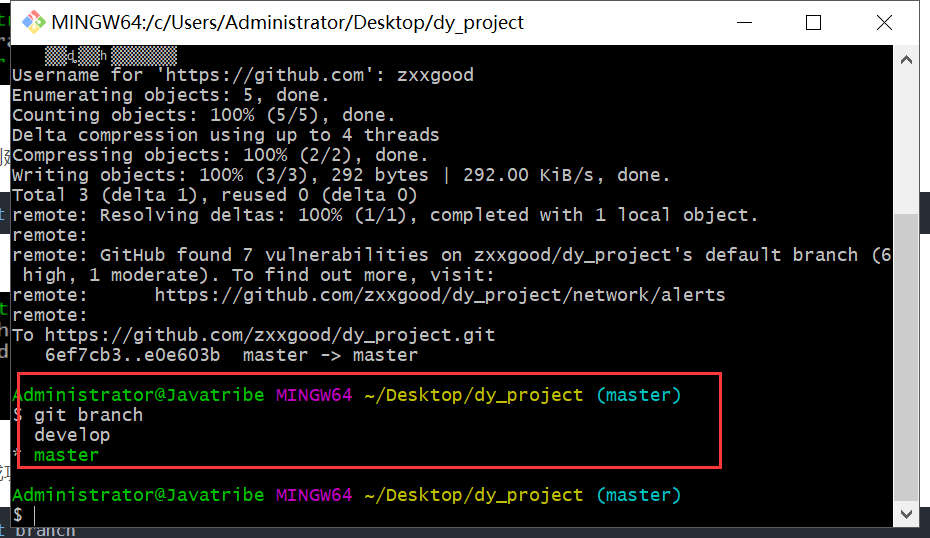 MINGW64:/c/Users/Administrator/Desktop/dy_project
Username for 'https://github.com': zxxgood
Enumerating objects: 5, done.
Counting objects: 100% (5/5), done.
Delta compression using up to 4 threads
Compressing objects: 100% (2/2), done.
Writing objects: 100% (3/3), 292 bytes | 292.00 KiB/s, done.
Total 3 (delta 1), reused 0 (delta 0)
remote: Resolving deltas: 100% (1/1), completed with 1 local object.
remote:
remote: GitHub found 7 vulnerabilities on zxxgood/dy_project's default branch (6
high, 1 moderate). To find out more, visit:
remote:      https://github.com/zxxgood/dy_project/network/alerts
remote:
To https://github.com/zxxgood/dy_project.git
   6ef7cb3..e0e603b  master -> master
Administrator@Javatribe MINGW64 ~/Desktop/dy_project (master)
$ git branch
  develop
* master
Administrator@Javatribe MINGW64 ~/Desktop/dy_project (master)
$
branch